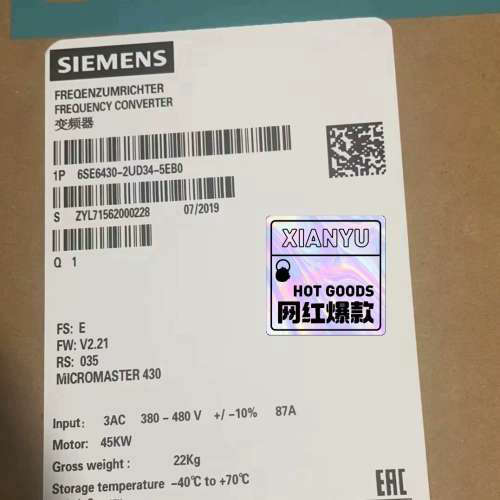 SIEMENS
FREQENZUMRICHTER
FREQUENCY CONVERTER
变频器
1P 6SE6430-2UD34-5EB0
S ZYL71562000228 07/2019
Q 1
XIANYU
HOT GOODS
网红爆款
FS: E
FW: V2.21
RS: 035
MICROMASTER 430
Input: 3AC 380 - 480 V +/-10% 87A
Motor: 45KW
Gross weight: 22Kg
Storage temperature -40°C to +70°C
EAC